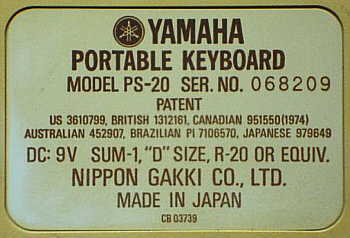 YAMAHA
PORTABLE KEYBOARD
MODEL PS-20 SER. NO. 068209
PATENT
US 3610799, BRITISH 1312161, CANADIAN 951550(1974)
AUSTRALIAN 452907, BRAZILIAN PI 7106570, JAPANESE 979649
DC: 9V SUM-1, "D" SIZE, R-20 OR EQUIV.
NIPPON GAKKI CO., LTD.
MADE IN JAPAN
CB 03739